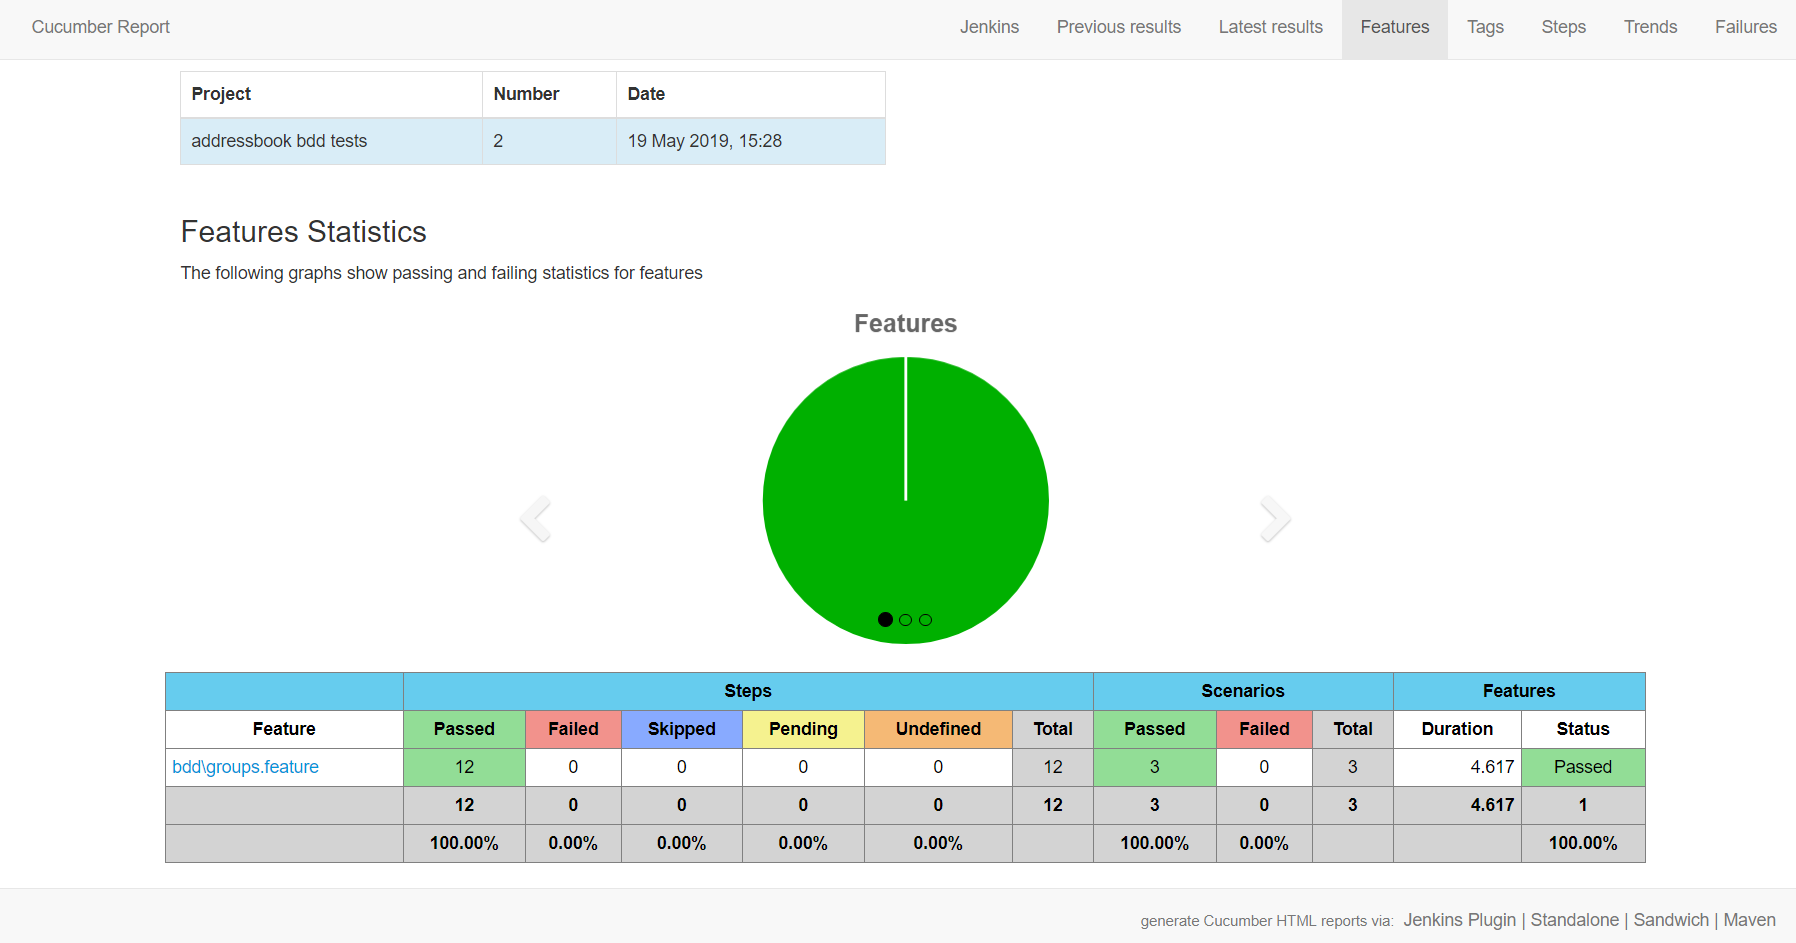 Cucumber Report Jenkins Previous results Latest results Features Tags Steps Trends Failures
Project Number Date
addressbook bdd tests 2 19 May 2019, 15:28
Features Statistics
The following graphs show passing and failing statistics for features
Features
Steps Scenarios Features
Feature Passed Failed Skipped Pending Undefined Total Passed Failed Total Duration Status
bdd\groups.feature 12 0 0 0 0 12 3 0 3 4.617 Passed
12 0 0 0 0 12 3 0 3 4.617 1
100.00% 0.00% 0.00% 0.00% 0.00% 100.00% 0.00% 100.00%
generate Cucumber HTML reports via: Jenkins Plugin | Standalone | Sandwich | Maven